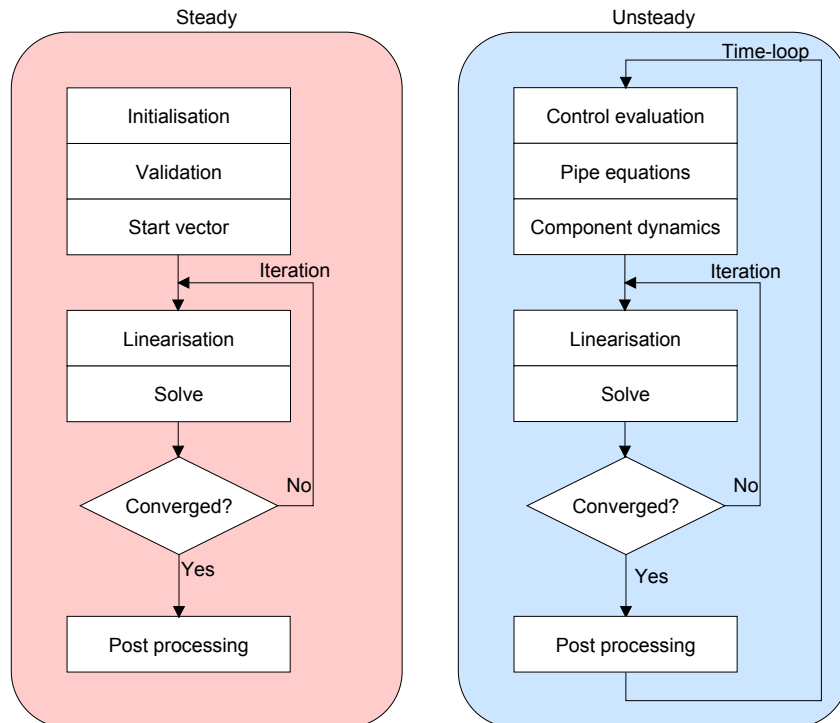 Steady
Initialisation
Validation
Start vector
Iteration
Linearisation
Solve
Converged?
No
Yes
Post processing
Unsteady
Time-loop
Control evaluation
Pipe equations
Component dynamics
Iteration
Linearisation
Solve
Converged?
No
Yes
Post processing